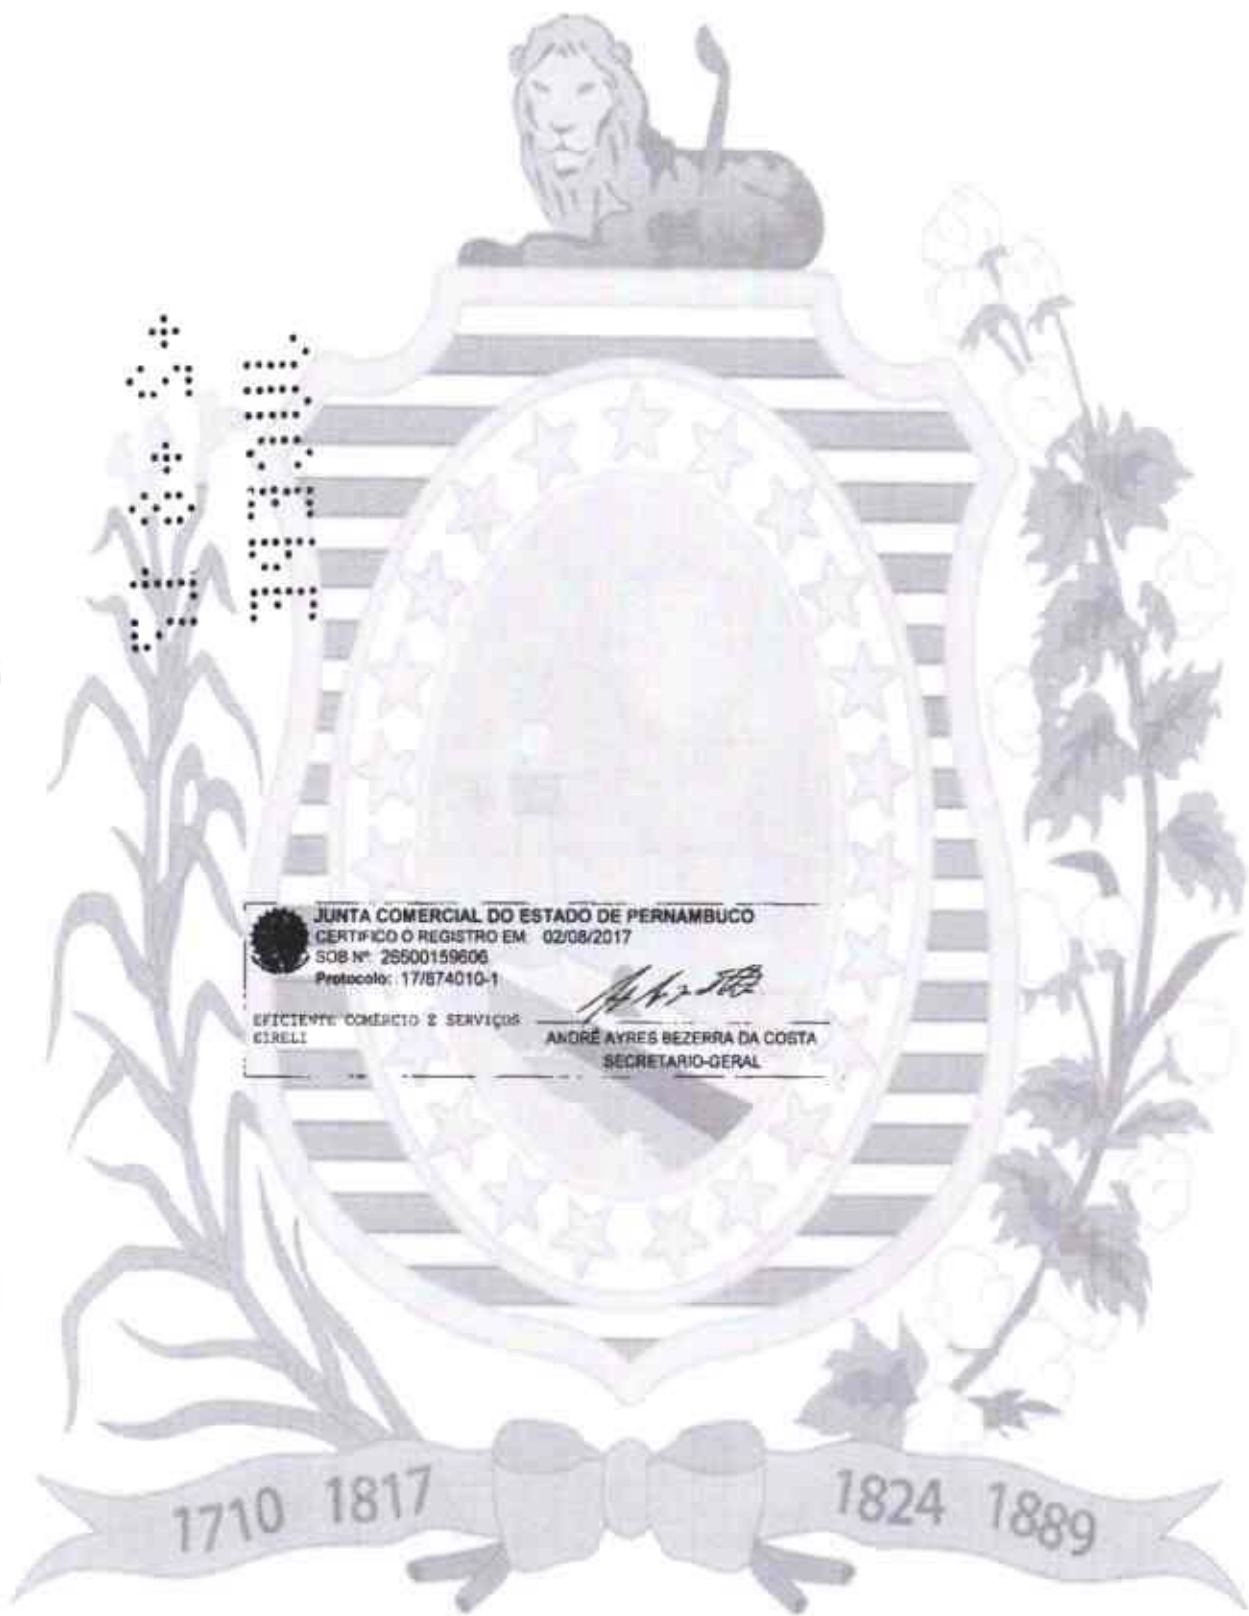 JUNTA COMERCIAL DO ESTADO DE PERNAMBUCO
CERTIFICO O REGISTRO EM: 02/08/2017
SOB Nº: 26600159606
Protocolo: 17/874010-1
EFICIENTE COMÉRCIO E SERVIÇOS
EIRELI
ANDRÉ AYRES BEZERRA DA COSTA
SECRETARIO-GERAL
1710 1817 1824 1889